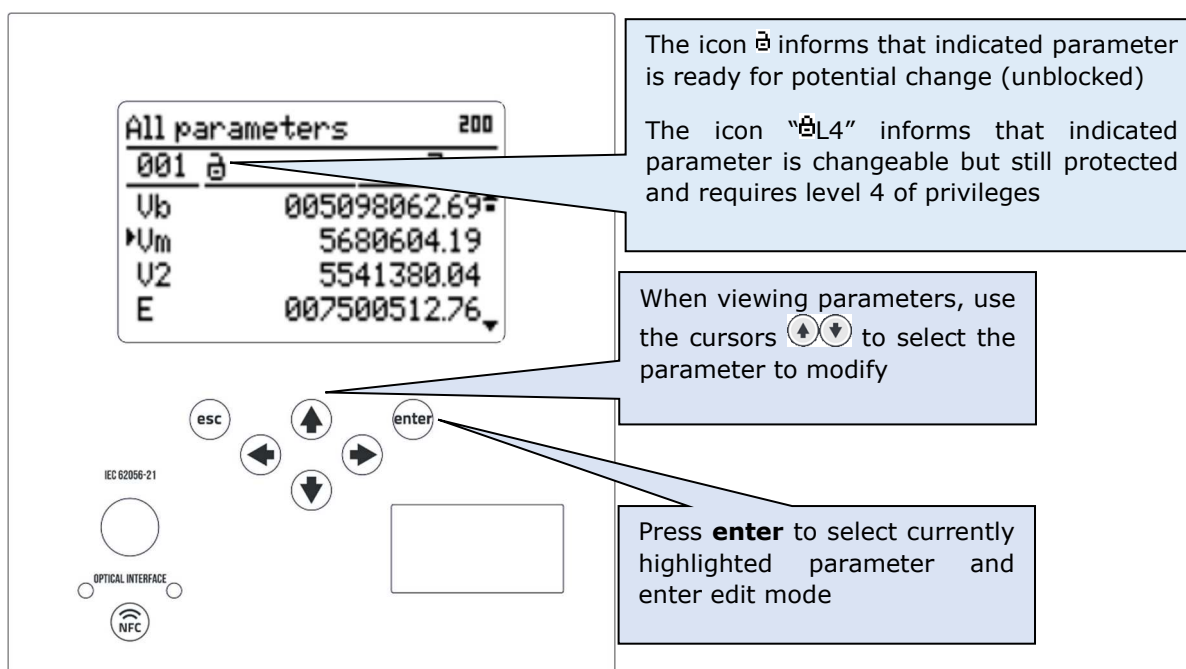 The icon informs that indicated parameter
is ready for potential change (unblocked)
The icon “L4” informs that indicated
parameter is changeable but still protected
and requires level 4 of privileges
All parameters 200
001
Vb 005098062.69
Vm 5680604.19
V2 5541380.04
E 007500512.76
When viewing parameters, use
the cursors to select the
parameter to modify
esc
enter
IEC 62056-21
OPTICAL INTERFACE
NFC
Press enter to select currently
highlighted parameter and
enter edit mode